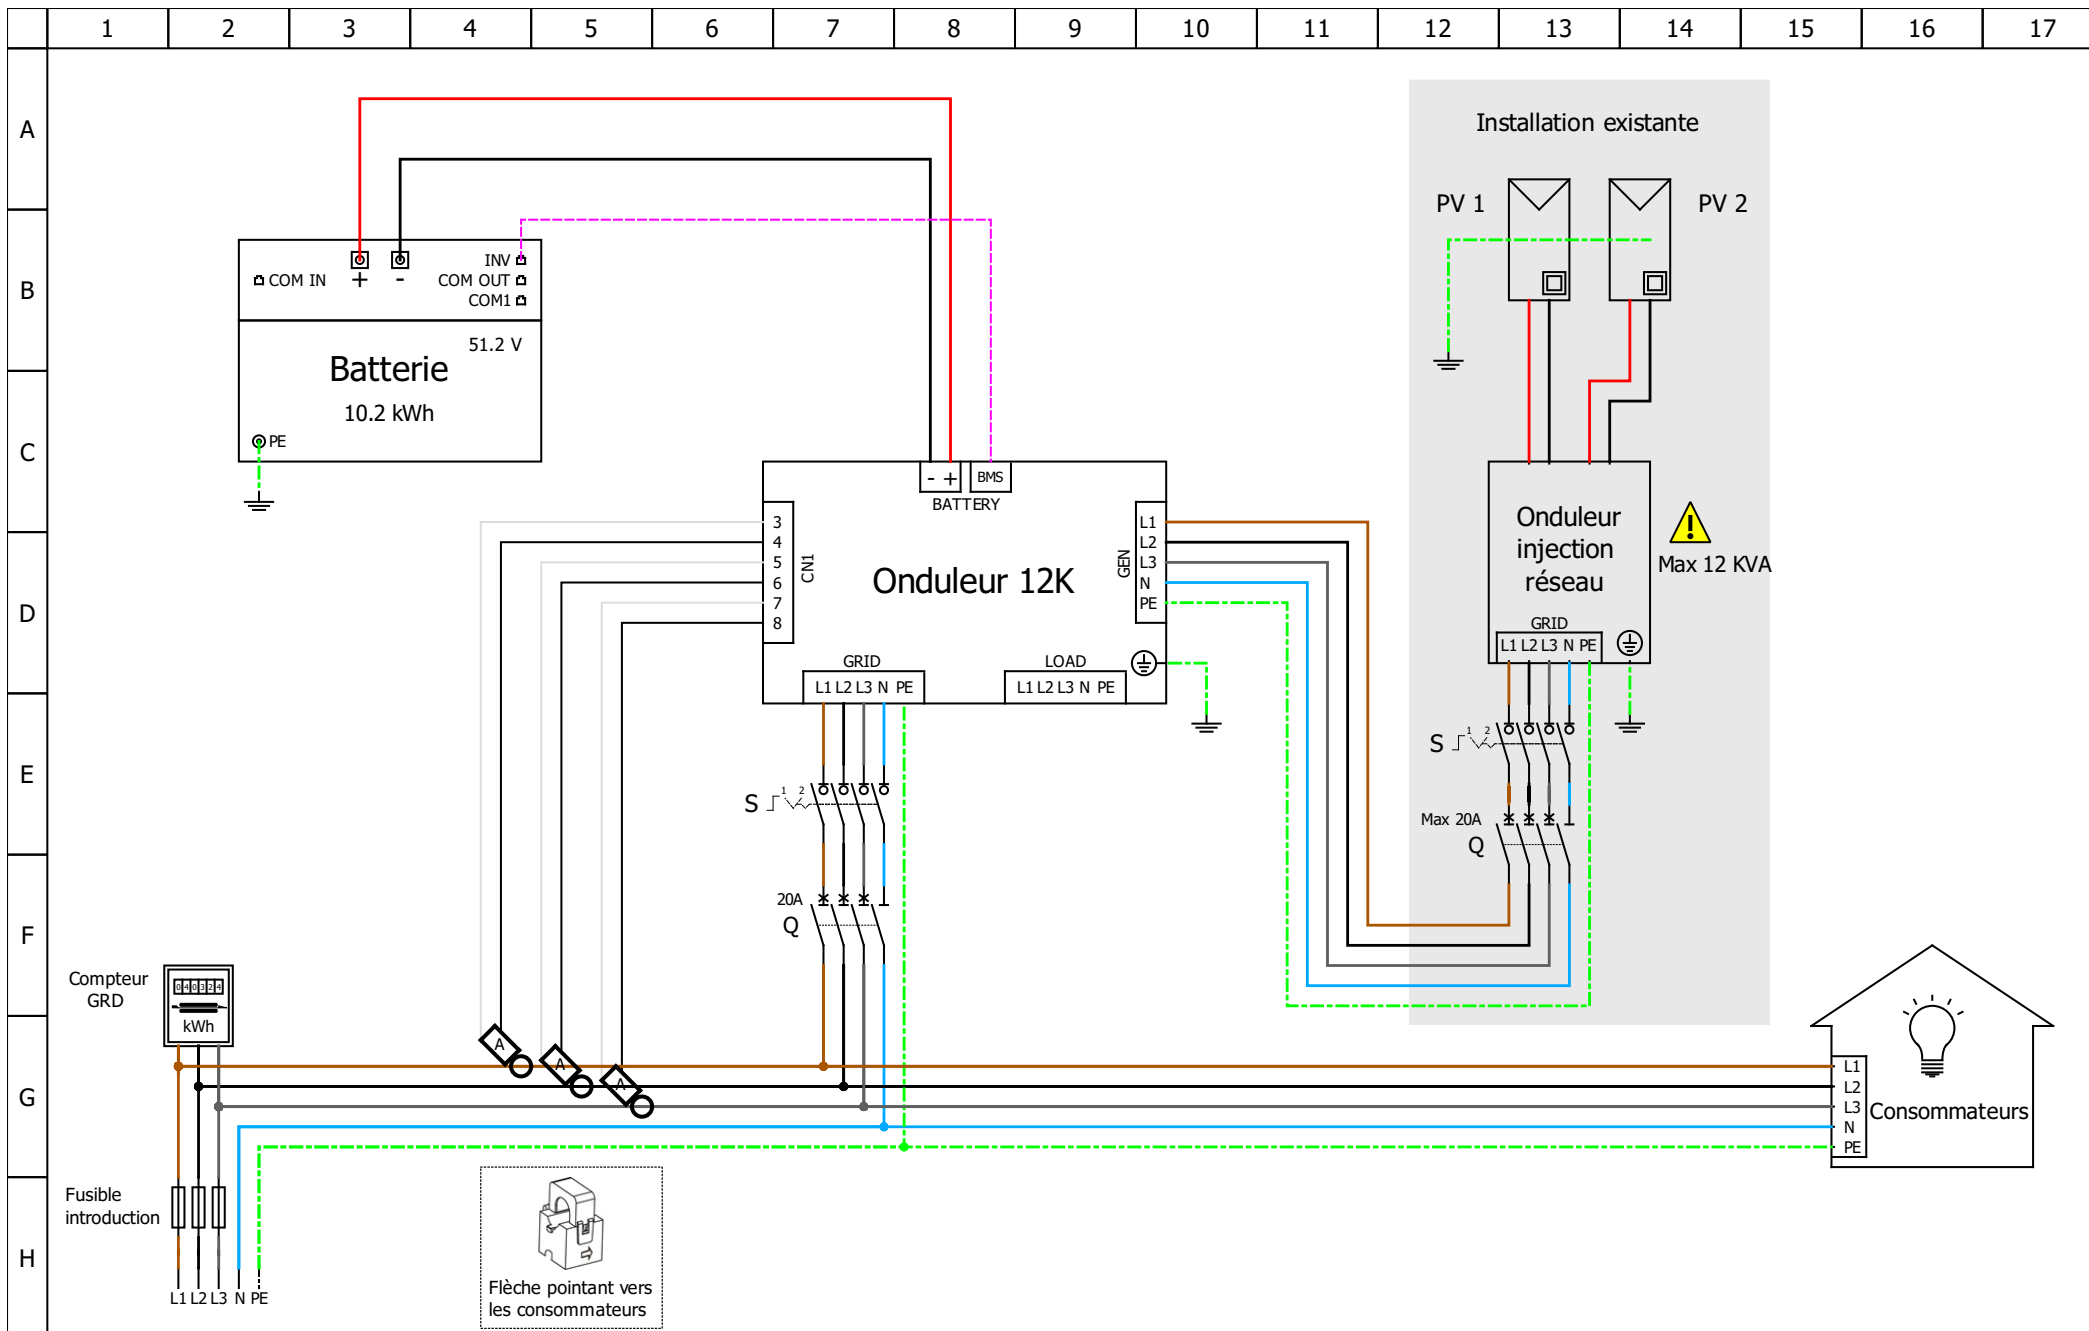 1 2 3 4 5 6 7 8 9 10 11 12 13 14 15 16 17
A
B
C
D
E
F
G
H
Installation existante
PV 1
PV 2
COM IN
+
-
INV
COM OUT
COM1
51.2 V
Batterie
10.2 kWh
PE
- +
BMS
BATTERY
3
4
5
6
7
8
CN1
Onduleur 12K
GEN
L1
L2
L3
N
PE
GRID
L1 L2 L3 N PE
LOAD
L1 L2 L3 N PE
Onduleur
injection
réseau
!
Max 12 KVA
GRID
L1 L2 L3 N PE
S
1 2
Max 20A
Q
S
1 2
20A
Q
Compteur
GRD
040324
kWh
A
A
A
Fusible
introduction
L1 L2 L3 N PE
Flèche pointant vers
les consommateurs
L1
L2
L3
N
PE
Consommateurs